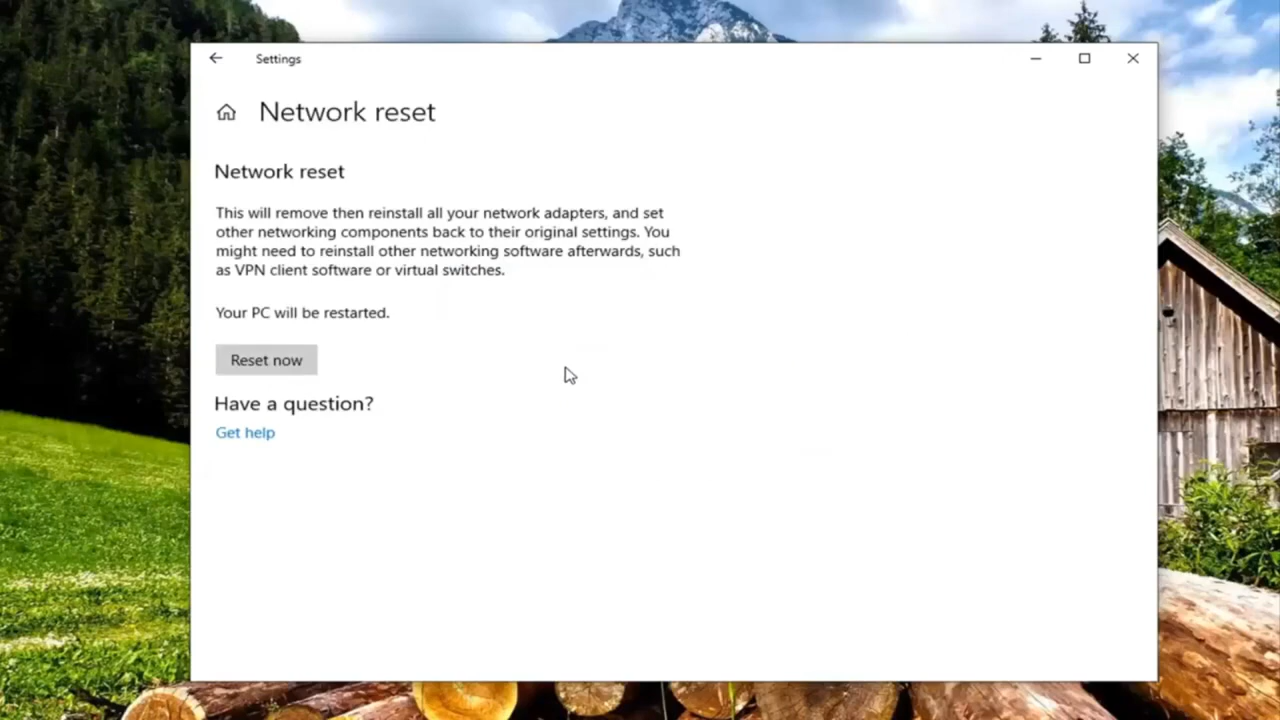 Settings
Network reset
Network reset
This will remove then reinstall all your network adapters, and set
other networking components back to their original settings. You
might need to reinstall other networking software afterwards, such
as VPN client software or virtual switches.
Your PC will be restarted.
Reset now
Have a question?
Get help